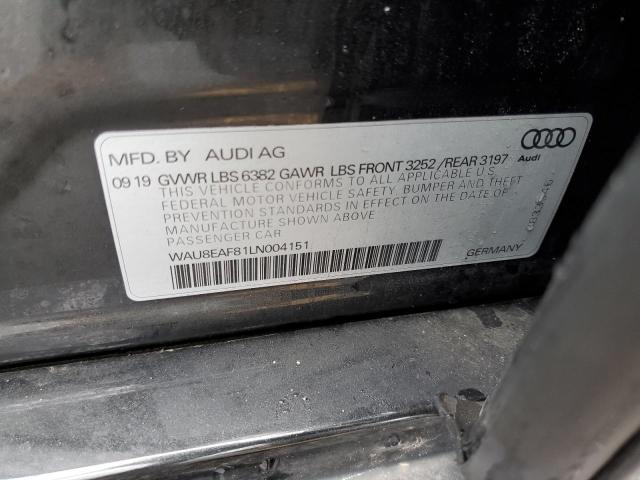 MFD. BY AUDI AG
09 19 GVWR LBS 6382 GAWR LBS FRONT 3252 /REAR 3197
THIS VEHICLE CONFORMS TO ALL APPLICABLE U S
FEDERAL MOTOR VEHICLE SAFETY, BUMPER AND THEFT
PREVENTION STANDARDS IN EFFECT ON THE DATE OF
MANUFACTURE SHOWN ABOVE
PASSENGER CAR
WAU8EAF81LN004151
GERMANY
Audi